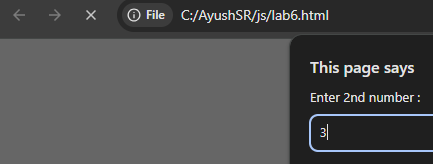 File C:/AyushSR/js/lab6.html
This page says
Enter 2nd number :
3